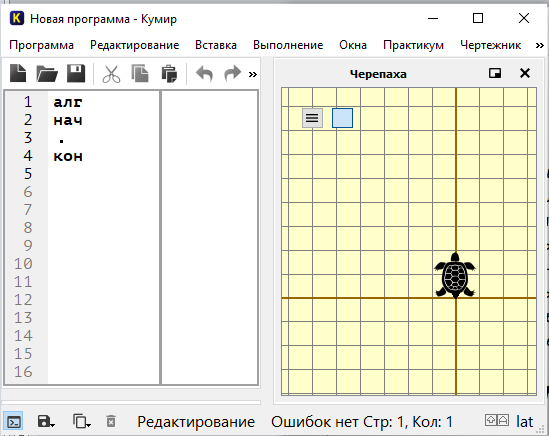 Новая программа - Кумир
Программа Редактирование Вставка Выполнение Окна Практикум Чертежник »
» Черепаха
1 алг
2 нач
3 .
4 кон
5
6
7
8
9
10
11
12
13
14
15
16
Редактирование Ошибок нет Стр: 1, Кол: 1 lat